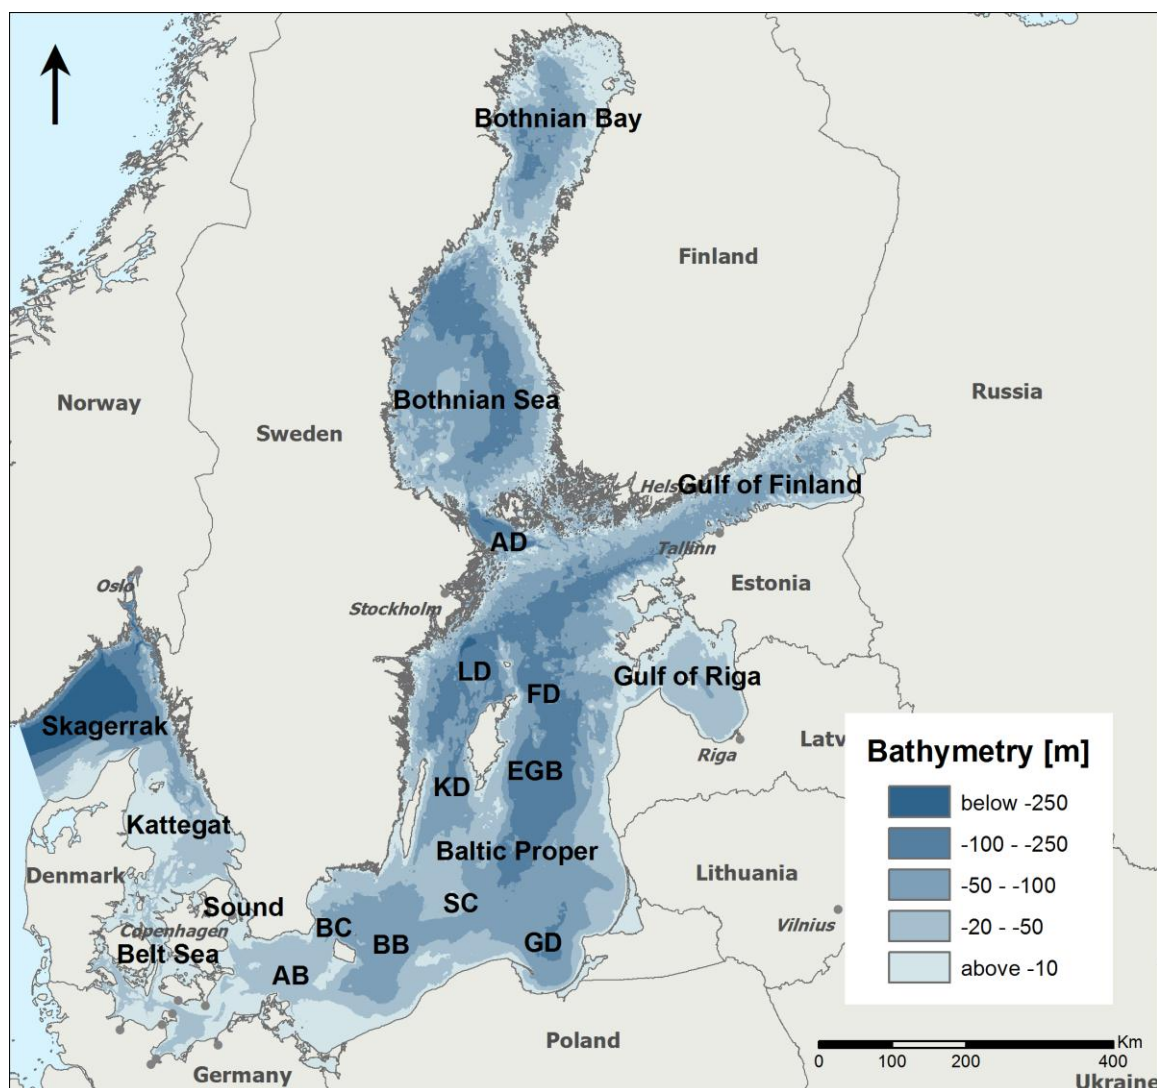 Bothnian Bay
Finland
Norway
Bothnian Sea
Russia
Sweden
Gulf of Finland
AD
Tallinn
Oslo
Stockholm
Estonia
LD
Gulf of Riga
FD
Skagerrak
Riga
EGB
KD
Kattegat
Baltic Proper
Denmark
Lithuania
Sound
SC
Copenhagen
BC
Vilnius
Belt Sea
BB
GD
AB
Poland
Germany
Ukraine
Bathymetry [m]
below -250
-100 - -250
-50 - -100
-20 - -50
above -10
Km
0 100 200 400